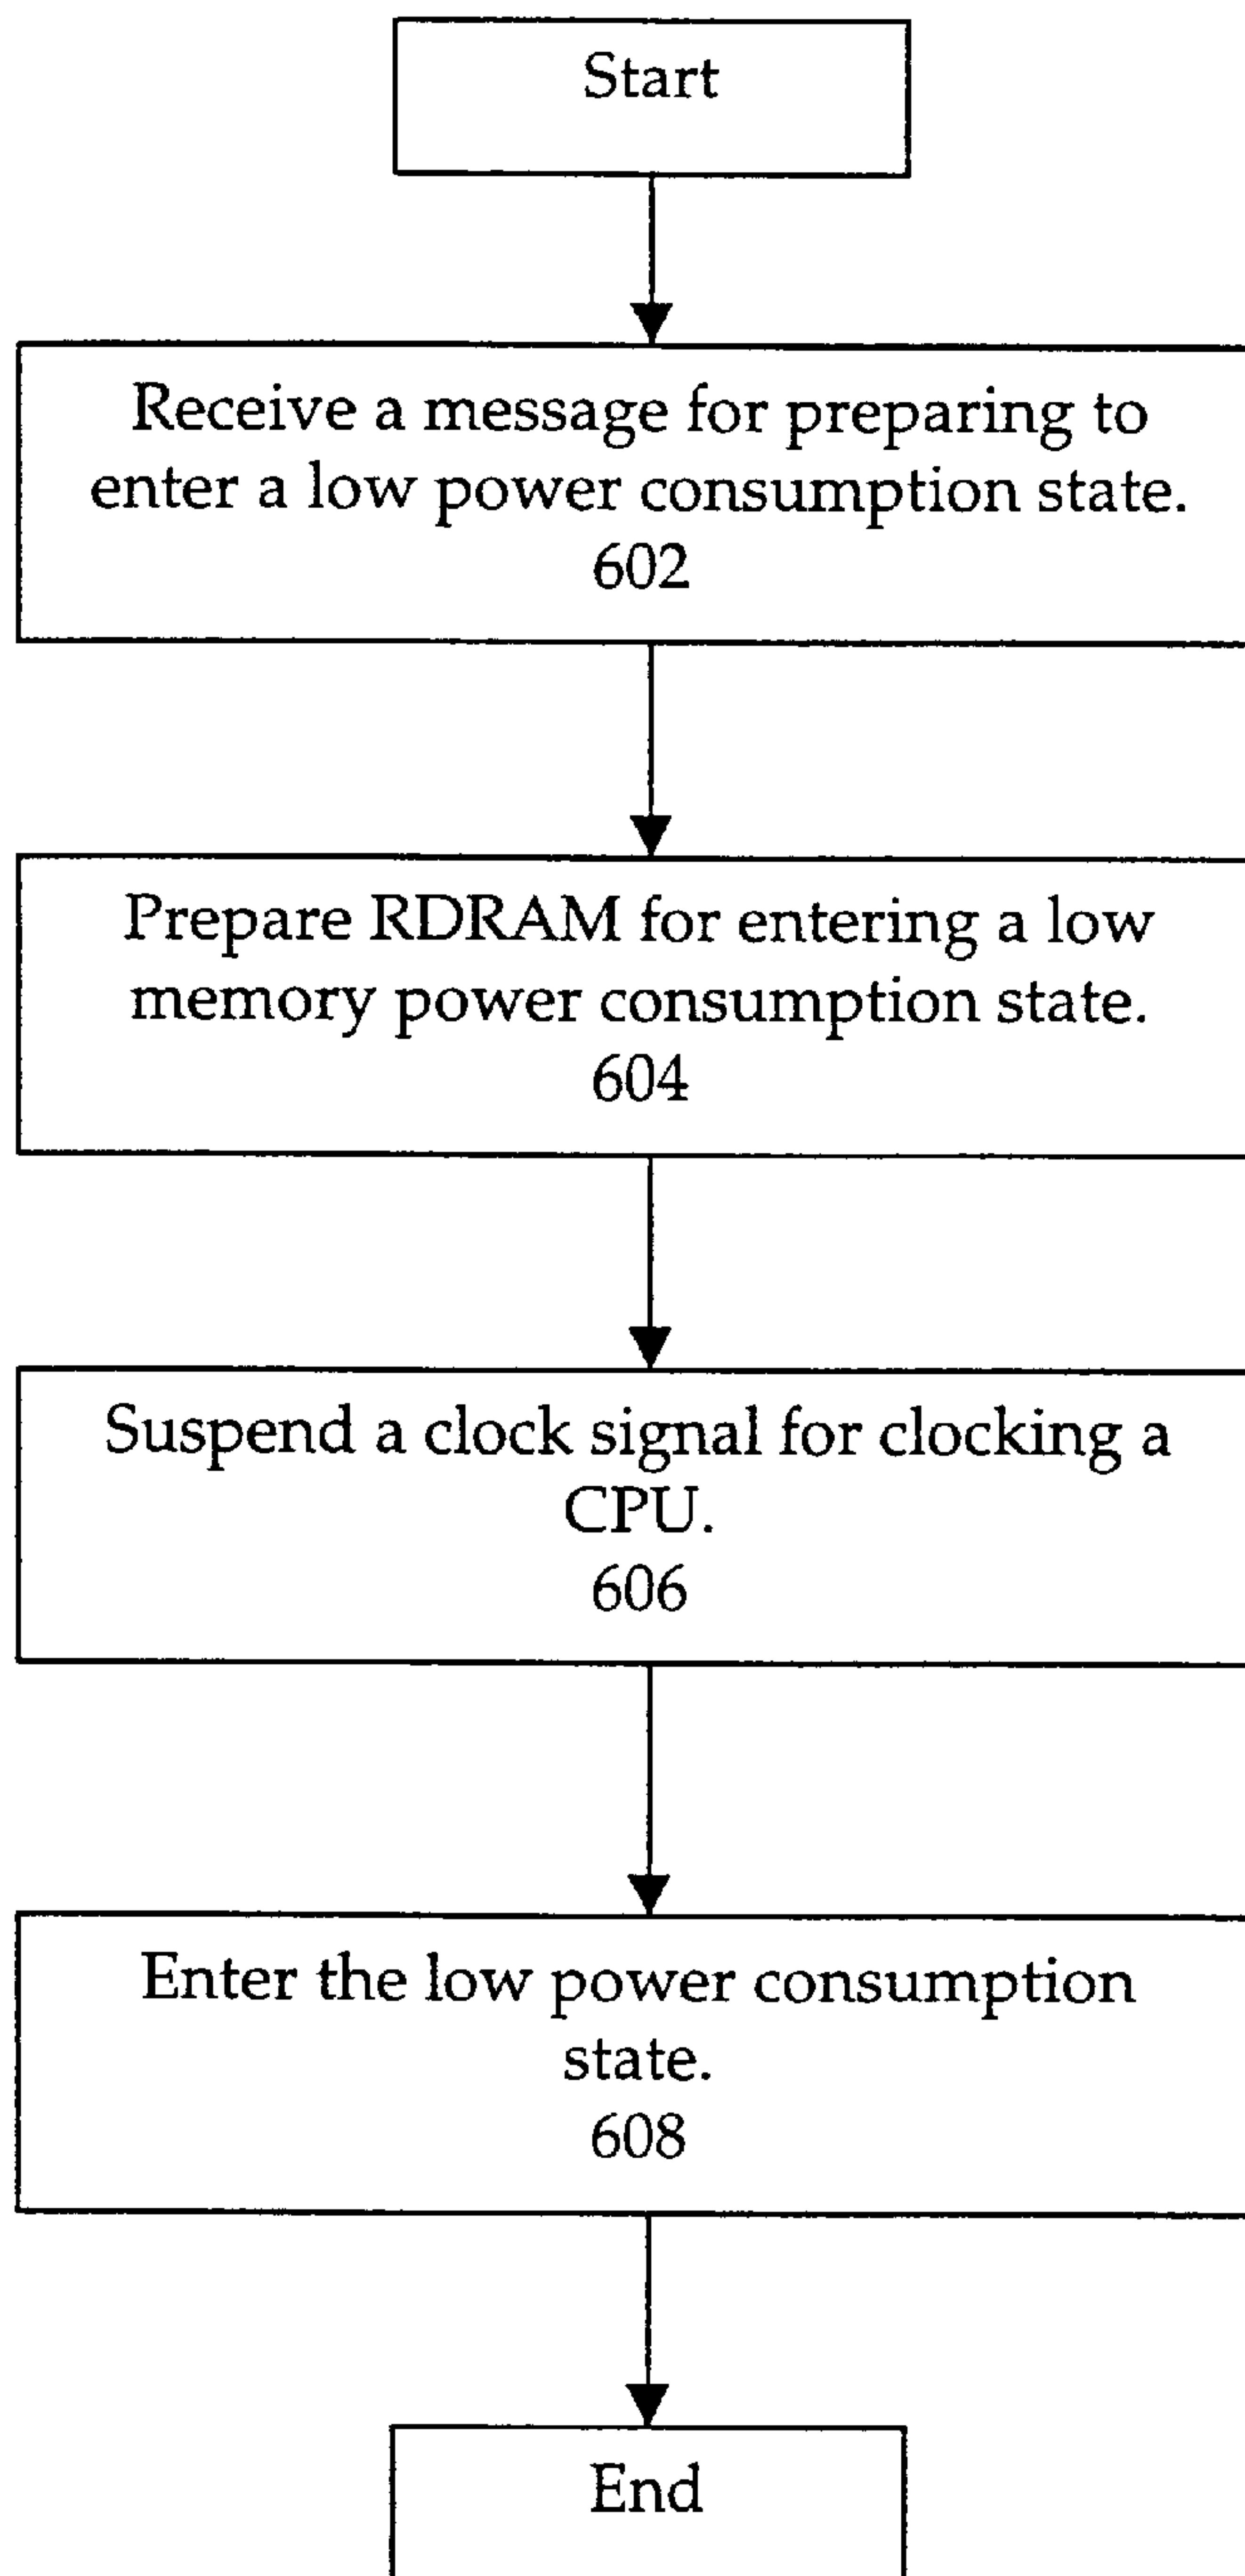 Start
Receive a message for preparing to
enter a low power consumption state.
602
Prepare RDRAM for entering a low
memory power consumption state.
604
Suspend a clock signal for clocking a
CPU.
606
Enter the low power consumption
state.
608
End